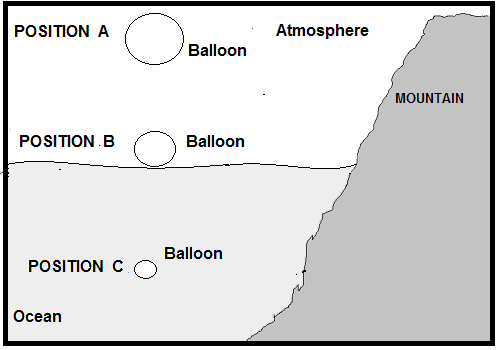 POSITION A
Balloon
Atmosphere
MOUNTAIN
POSITION B
Balloon
Balloon
POSITION C
Ocean